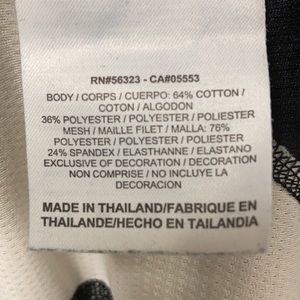 RN#56323 - CA#05553
BODY / CORPS / CUERPO: 64% COTTON /
COTON / ALGODON
36% POLYESTER / POLYESTER / POLIESTER
MESH / MAILLE FILET / MALLA: 76%
POLYESTER / POLYESTER / POLIESTER
24% SPANDEX / ELASTHANNE / ELASTANO
EXCLUSIVE OF DECORATION / DECORATION
NON COMPRISE / NO INCLUYE LA
DECORACION
MADE IN THAILAND/FABRIQUE EN
THAILANDE/HECHO EN TAILANDIA